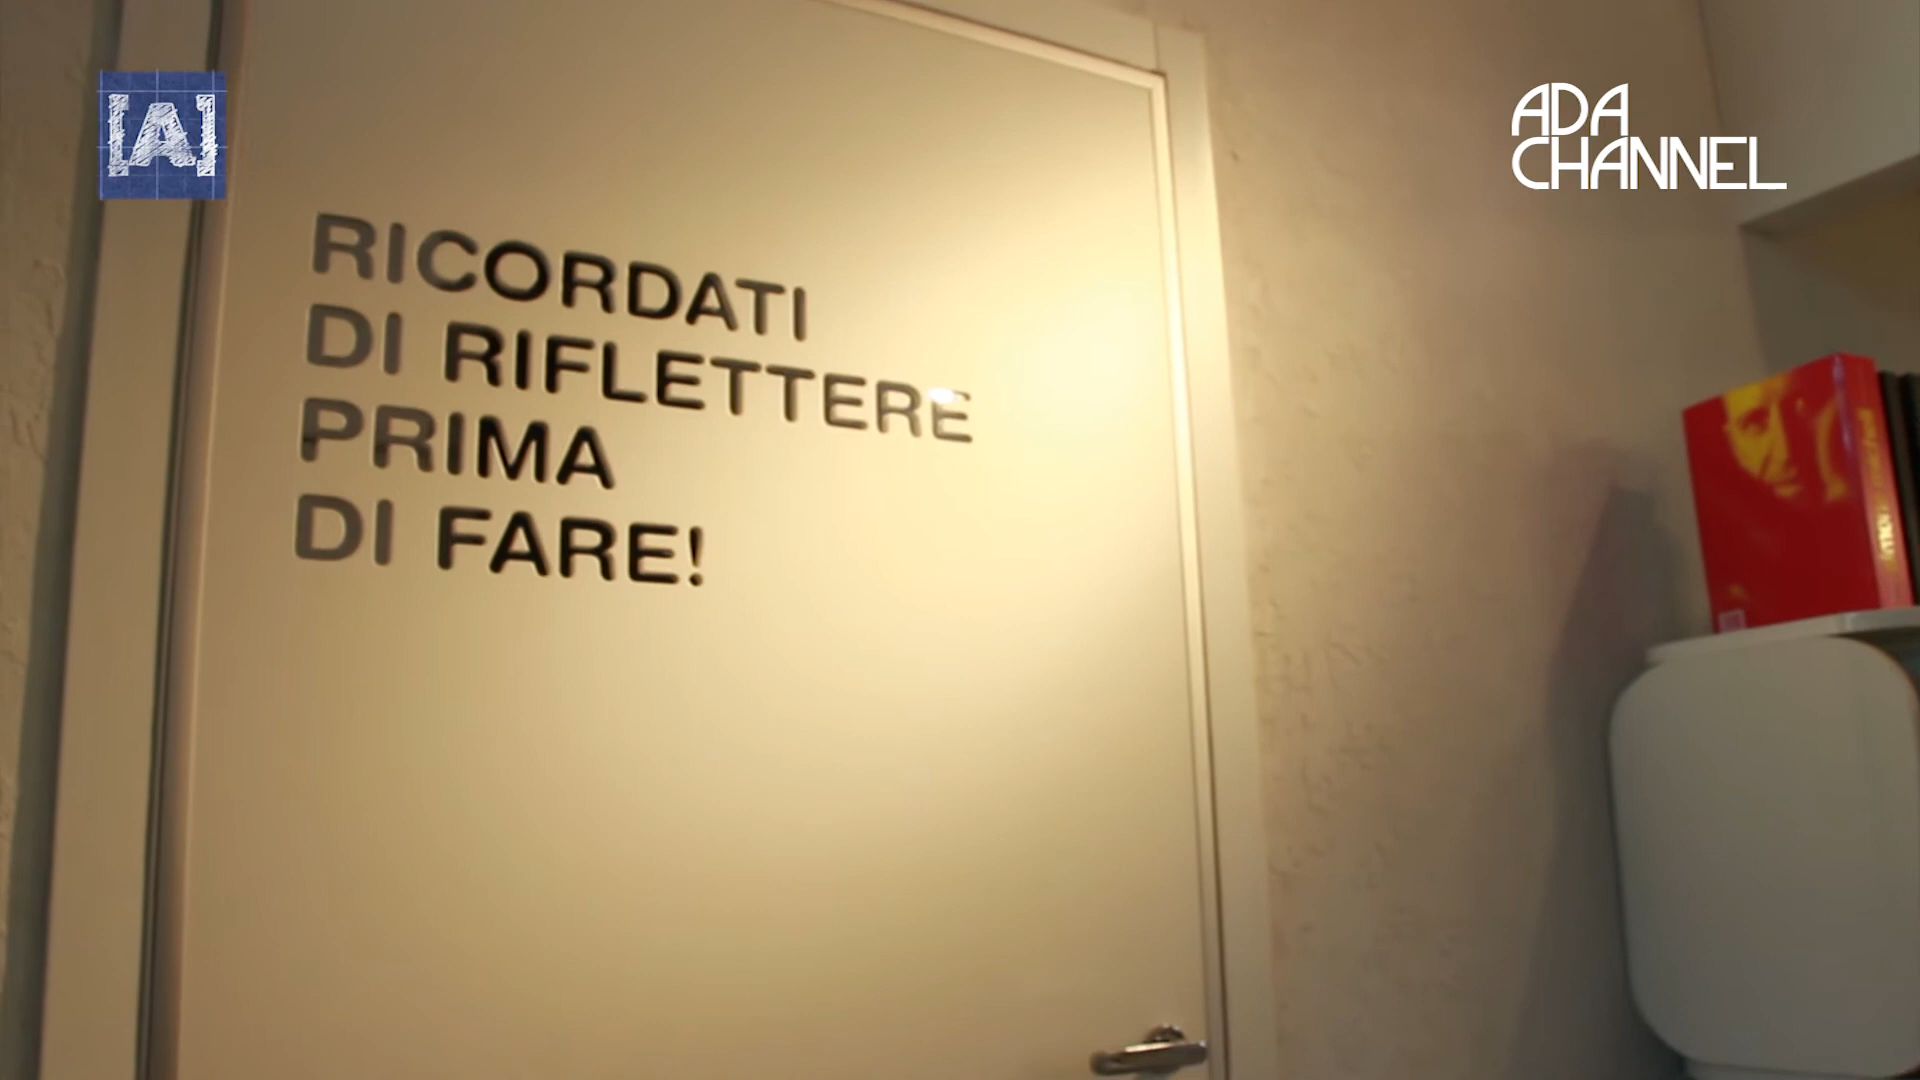 [A]
ADA
CHANNEL
RICORDATI
DI RIFLETTERE
PRIMA
DI FARE!